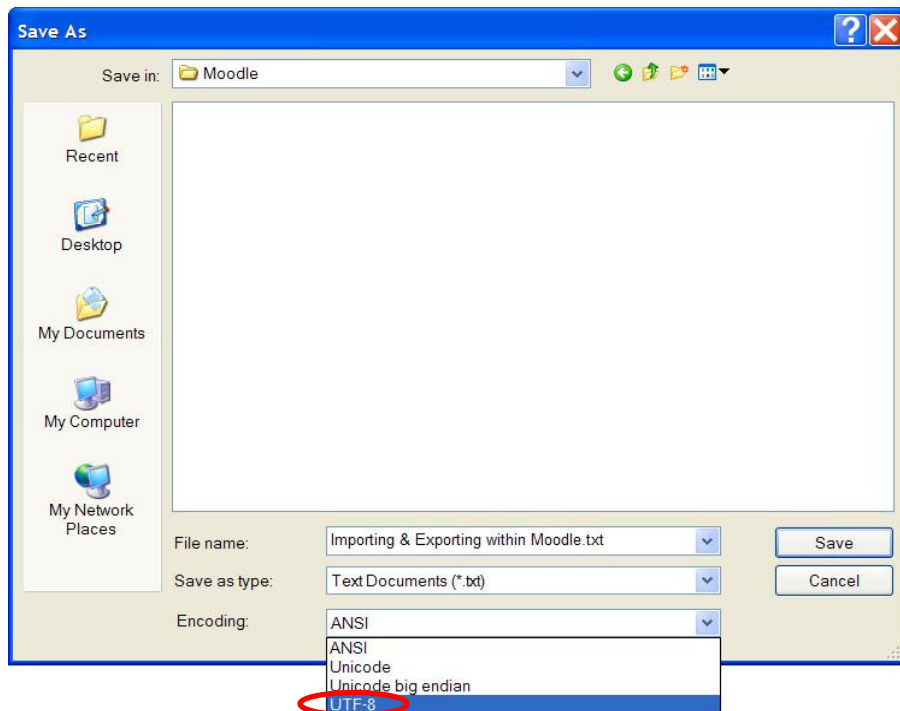 Save As
Save in: Moodle
Recent
Desktop
My Documents
My Computer
My Network
Places
File name: Importing & Exporting within Moodle.txt
Save
Save as type: Text Documents (*.txt)
Cancel
Encoding: ANSI
ANSI
Unicode
Unicode big endian
UTF-8